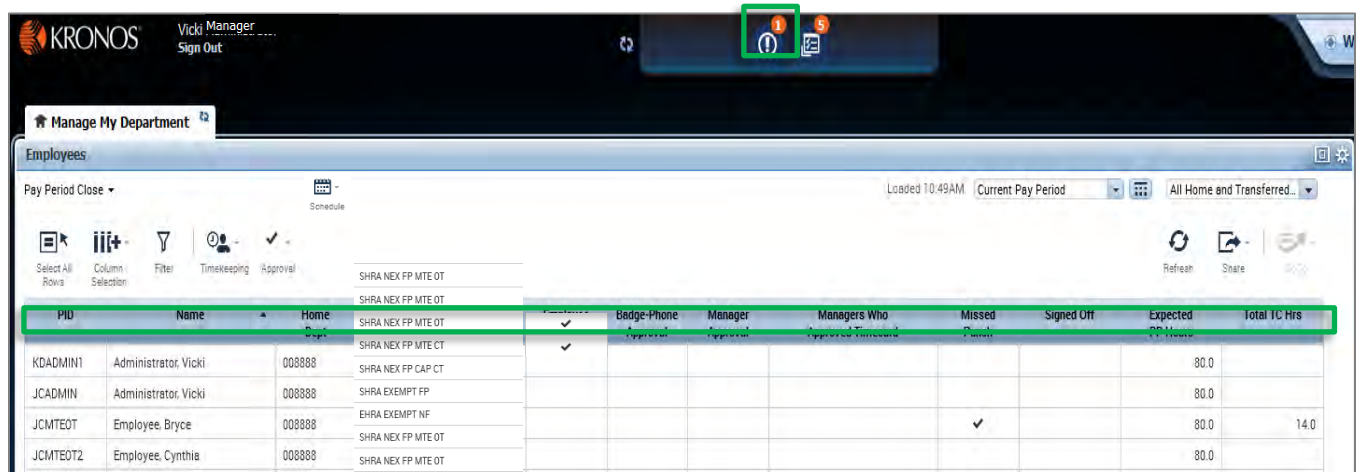 KRONOS
Vicki Manager
Sign Out
1
5
W
Manage My Department
Employees
Pay Period Close
Schedule
Loaded 10:49AM
Current Pay Period
All Home and Transferred...
Select All Rows
Column Selection
Filter
Timekeeping
Approval
Refresh
Share
SHRA NEX FP MTE OT
SHRA NEX FP MTE OT
PID Name Home Dept SHRA NEX FP MTE OT Employee Badge-Phone Approval Manager Approval Managers Who Approved Timecard Missed Punch Signed Off Expected PP Hours Total TC Hrs
SHRA NEX FP MTE CT
KDADMIN1 Administrator, Vicki 008888 SHRA NEX FP CAP CT 80.0
JCADMIN Administrator, Vicki 008888 SHRA EXEMPT FP 80.0
EHRA EXEMPT NF
JCMTEOT Employee, Bryce 008888 80.0 14.0
SHRA NEX FP MTE OT
JCMTEOT2 Employee, Cynthia 008888 SHRA NEX FP MTE OT 80.0